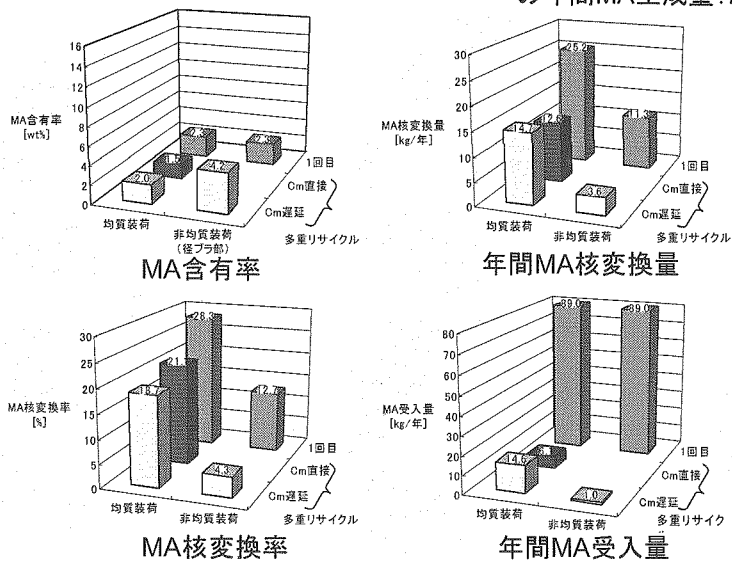 の年間MA生成量:
16
14
12
10
8
6
4
2
0
MA含有率
[wt%]
2.3
2.3
1.5
4.2
2.0
1回目
Cm直接
Cm遅延
多重リサイクル
均質装荷
非均質装荷
(径ブラ部)
MA含有率
30
25
20
15
10
5
0
MA核変換量
[kg/年]
25.2
11.3
12.6
14.7
3.6
1回目
Cm直接
Cm遅延
多重リサイクル
均質装荷
非均質装荷
年間MA核変換量
30
25
20
15
10
5
0
MA核変換率
[%]
28.3
12.7
21.
18.7
4.3
1回目
Cm直接
Cm遅延
多重リサイクル
均質装荷
非均質装荷
MA核変換率
80
70
60
50
40
30
20
10
0
MA受入量
[kg/年]
89.0
89.0
14.6
1.0
1回目
Cm直接
Cm遅延
多重リサイク
均質装荷
非均質装荷
年間MA受入量